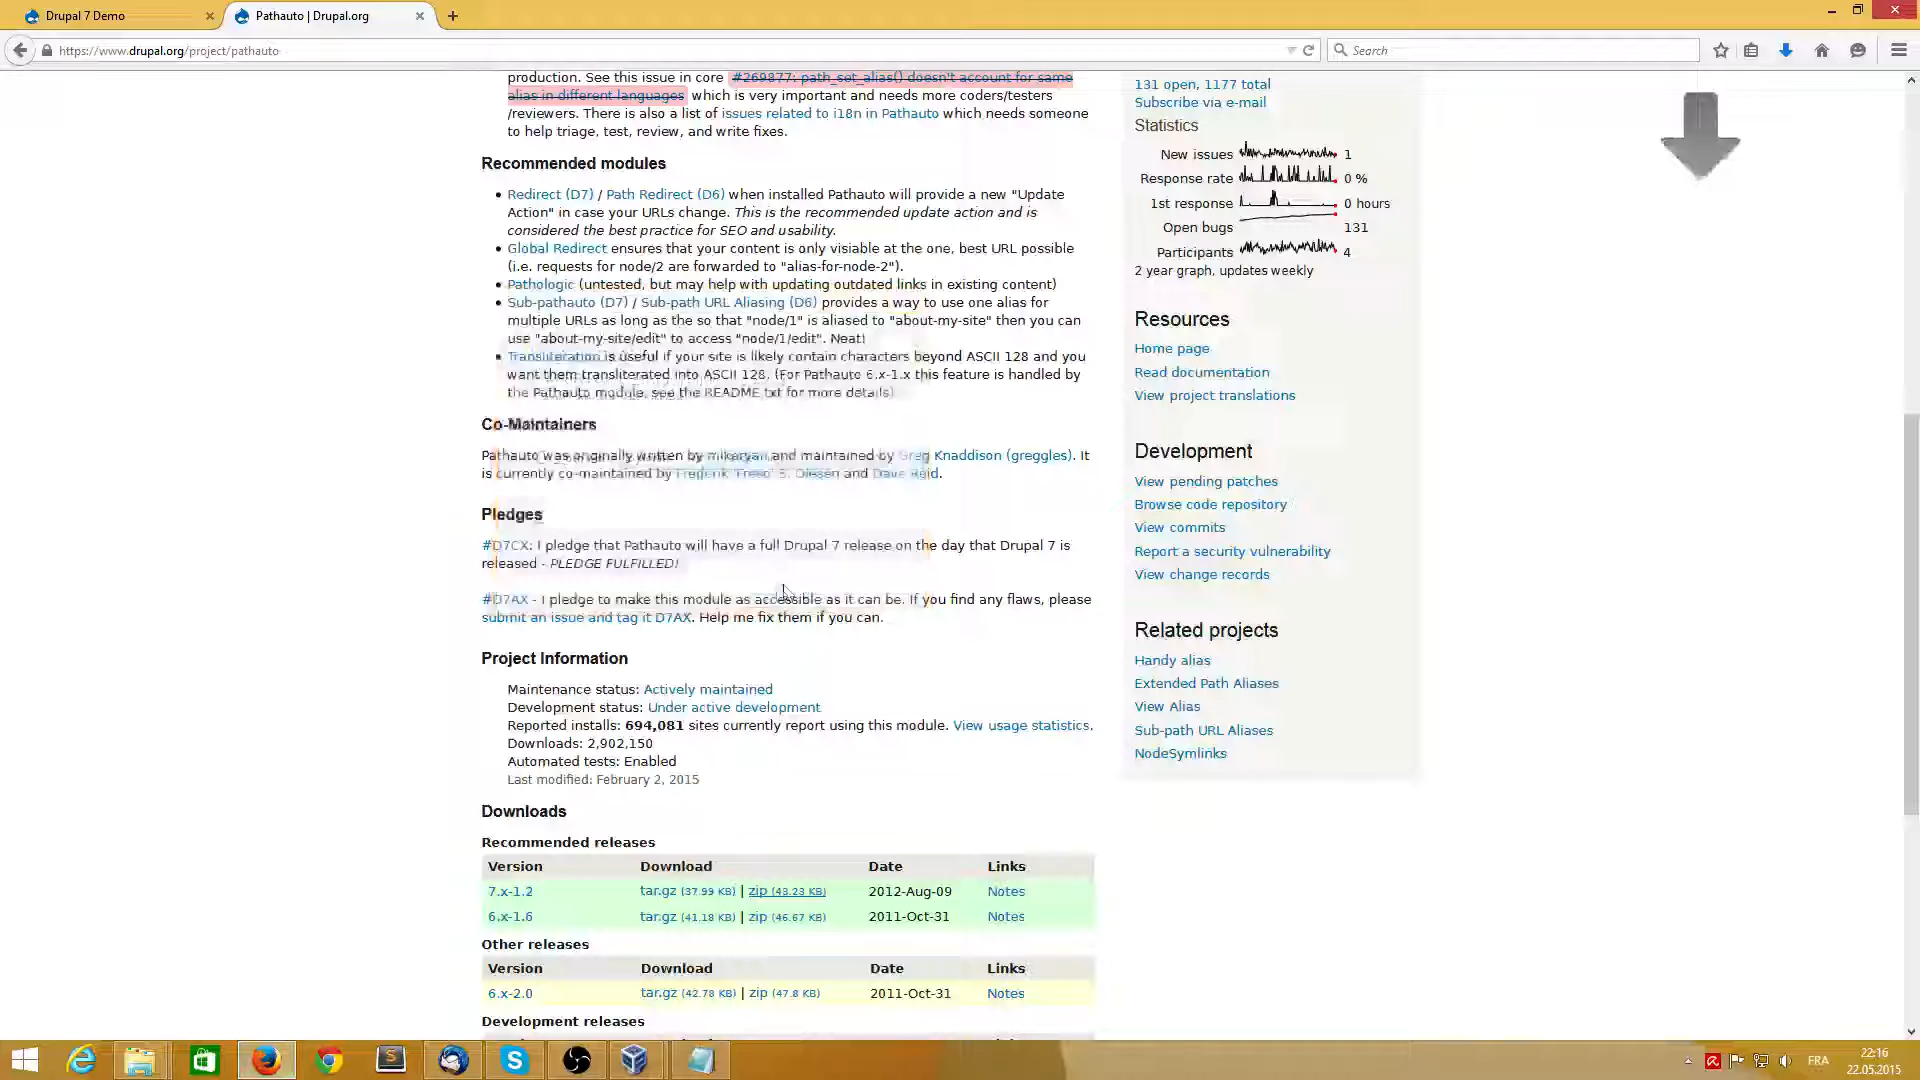 Drupal 7 Demo
Pathauto | Drupal.org
https://www.drupal.org/project/pathauto
Search
production. See this issue in core #269877: path_set_alias() doesn't account for same
alias in different languages which is very important and needs more coders/testers
/reviewers. There is also a list of issues related to i18n in Pathauto which needs someone
to help triage, test, review, and write fixes.
Recommended modules
Redirect (D7) / Path Redirect (D6) when installed Pathauto will provide a new "Update
Action" in case your URLs change. This is the recommended update action and is
considered the best practice for SEO and usability.
Global Redirect ensures that your content is only visiable at the one, best URL possible
(i.e. requests for node/2 are forwarded to "alias-for-node-2").
Pathologic (untested, but may help with updating outdated links in existing content)
Sub-pathauto (D7) / Sub-path URL Aliasing (D6) provides a way to use one alias for
multiple URLs as long as the so that "node/1" is aliased to "about-my-site" then you can
use "about-my-site/edit" to access "node/1/edit". Neat!
Transliteration is useful if your site is likely contain characters beyond ASCII 128 and you
want them transliterated into ASCII 128. (For Pathauto 6.x-1.x this feature is handled by
the Pathauto module, see the README.txt for more details)
Co-Maintainers
Pathauto was originally written by mikeryan and maintained by Greg Knaddison (greggles). It
is currently co-maintained by Frederik 'Freso' S. Olesen and Dave Reid.
Pledges
#D7CX: I pledge that Pathauto will have a full Drupal 7 release on the day that Drupal 7 is
released - PLEDGE FULFILLED!
#D7AX - I pledge to make this module as accessible as it can be. If you find any flaws, please
submit an issue and tag it D7AX. Help me fix them if you can.
Project Information
Maintenance status: Actively maintained
Development status: Under active development
Reported installs: 694,081 sites currently report using this module. View usage statistics.
Downloads: 2,902,150
Automated tests: Enabled
Last modified: February 2, 2015
Downloads
Recommended releases
Version Download Date Links
7.x-1.2 tar.gz (37.99 KB) | zip (43.23 KB) 2012-Aug-09 Notes
6.x-1.6 tar.gz (41.18 KB) | zip (46.67 KB) 2011-Oct-31 Notes
Other releases
Version Download Date Links
6.x-2.0 tar.gz (42.78 KB) | zip (47.8 KB) 2011-Oct-31 Notes
Development releases
131 open, 1177 total
Subscribe via e-mail
Statistics
New issues 1
Response rate 0 %
1st response 0 hours
Open bugs 131
Participants 4
2 year graph, updates weekly
Resources
Home page
Read documentation
View project translations
Development
View pending patches
Browse code repository
View commits
Report a security vulnerability
View change records
Related projects
Handy alias
Extended Path Aliases
View Alias
Sub-path URL Aliases
NodeSymlinks
FRA
22:16
22.05.2015